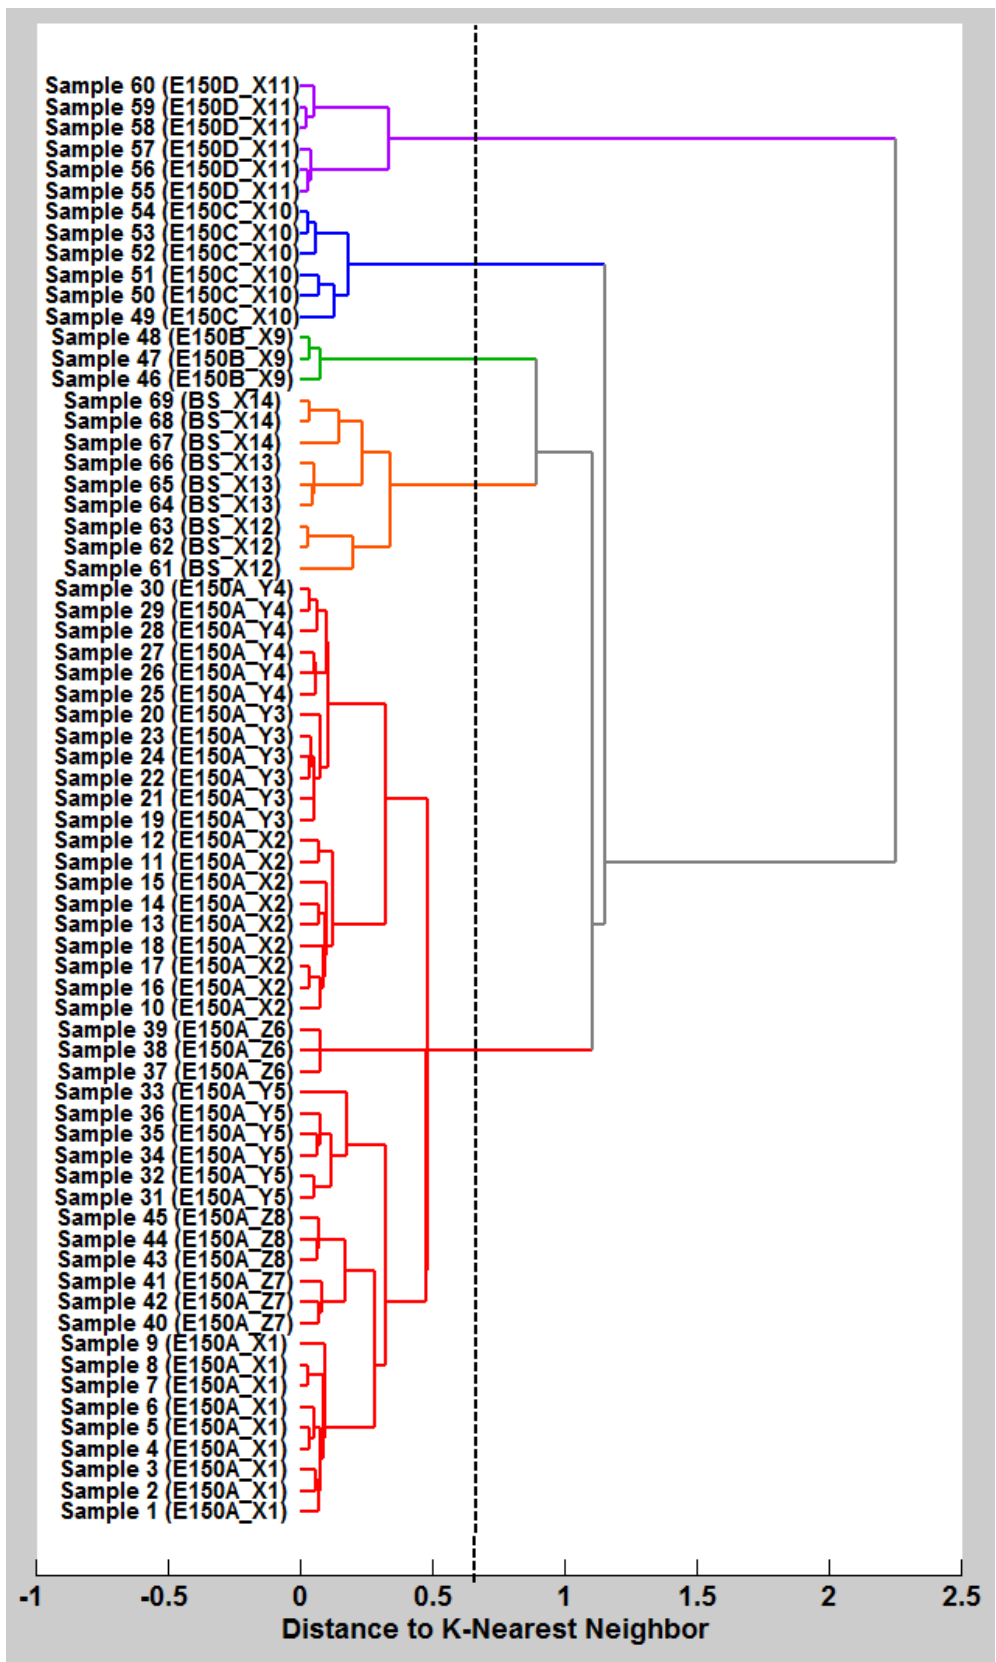 Sample 60 (E150D_X11)
Sample 59 (E150D_X11)
Sample 58 (E150D_X11)
Sample 57 (E150D_X11)
Sample 56 (E150D_X11)
Sample 55 (E150D_X11)
Sample 54 (E150C_X10)
Sample 53 (E150C_X10)
Sample 52 (E150C_X10)
Sample 51 (E150C_X10)
Sample 50 (E150C_X10)
Sample 49 (E150C_X10)
Sample 48 (E150B_X9)
Sample 47 (E150B_X9)
Sample 46 (E150B_X9)
Sample 69 (BS_X14)
Sample 68 (BS_X14)
Sample 67 (BS_X14)
Sample 66 (BS_X13)
Sample 65 (BS_X13)
Sample 64 (BS_X13)
Sample 63 (BS_X12)
Sample 62 (BS_X12)
Sample 61 (BS_X12)
Sample 30 (E150A_Y4)
Sample 29 (E150A_Y4)
Sample 28 (E150A_Y4)
Sample 27 (E150A_Y4)
Sample 26 (E150A_Y4)
Sample 25 (E150A_Y4)
Sample 20 (E150A_Y3)
Sample 23 (E150A_Y3)
Sample 24 (E150A_Y3)
Sample 22 (E150A_Y3)
Sample 21 (E150A_Y3)
Sample 19 (E150A_Y3)
Sample 12 (E150A_X2)
Sample 11 (E150A_X2)
Sample 15 (E150A_X2)
Sample 14 (E150A_X2)
Sample 13 (E150A_X2)
Sample 18 (E150A_X2)
Sample 17 (E150A_X2)
Sample 16 (E150A_X2)
Sample 10 (E150A_X2)
Sample 39 (E150A_Z6)
Sample 38 (E150A_Z6)
Sample 37 (E150A_Z6)
Sample 33 (E150A_Y5)
Sample 36 (E150A_Y5)
Sample 35 (E150A_Y5)
Sample 34 (E150A_Y5)
Sample 32 (E150A_Y5)
Sample 31 (E150A_Y5)
Sample 45 (E150A_Z8)
Sample 44 (E150A_Z8)
Sample 43 (E150A_Z8)
Sample 41 (E150A_Z7)
Sample 42 (E150A_Z7)
Sample 40 (E150A_Z7)
Sample 9 (E150A_X1)
Sample 8 (E150A_X1)
Sample 7 (E150A_X1)
Sample 6 (E150A_X1)
Sample 5 (E150A_X1)
Sample 4 (E150A_X1)
Sample 3 (E150A_X1)
Sample 2 (E150A_X1)
Sample 1 (E150A_X1)
-1 -0.5 0 0.5 1 1.5 2 2.5
Distance to K-Nearest Neighbor